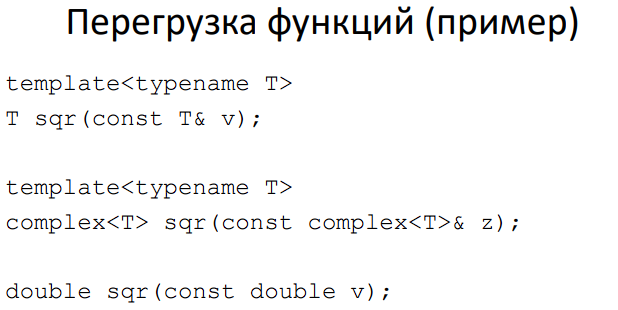 Перегрузка функций (пример)
template<typename T>
T sqr(const T& v);
template<typename T>
complex<T> sqr(const complex<T>& z);
double sqr(const double v);